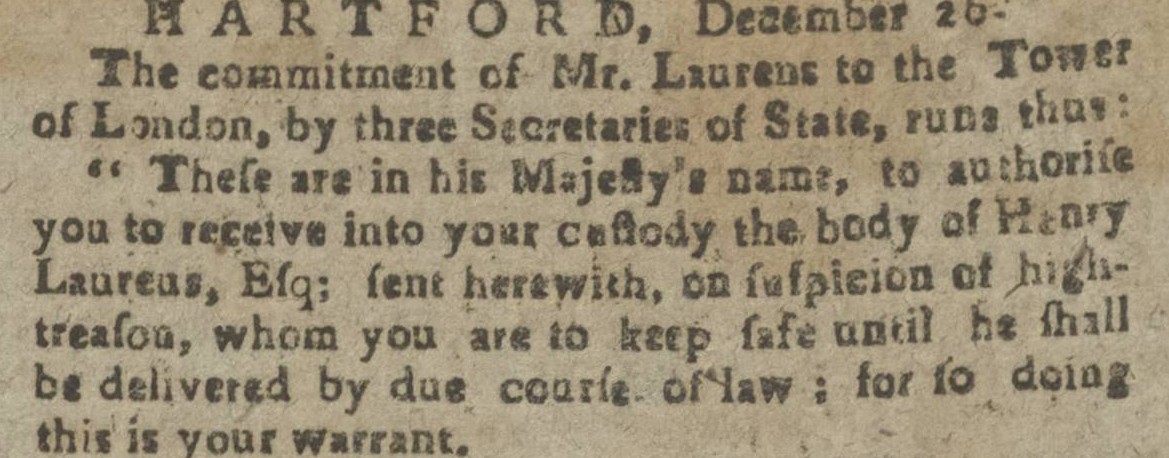 HARTFORD, December 26.
The commitment of Mr. Laurens to the Tower
of London, by three Secretaries of State, runs thus:
“ Theſe are in his Majeſty's name, to authoriſe
you to receive into your cuſtody the body of Henry
Laurens, Eſq; ſent herewith, on ſuſpicion of high-
treaſon, whom you are to keep ſafe until he ſhall
be delivered by due courſe of law ; for ſo doing
this is your warrant.